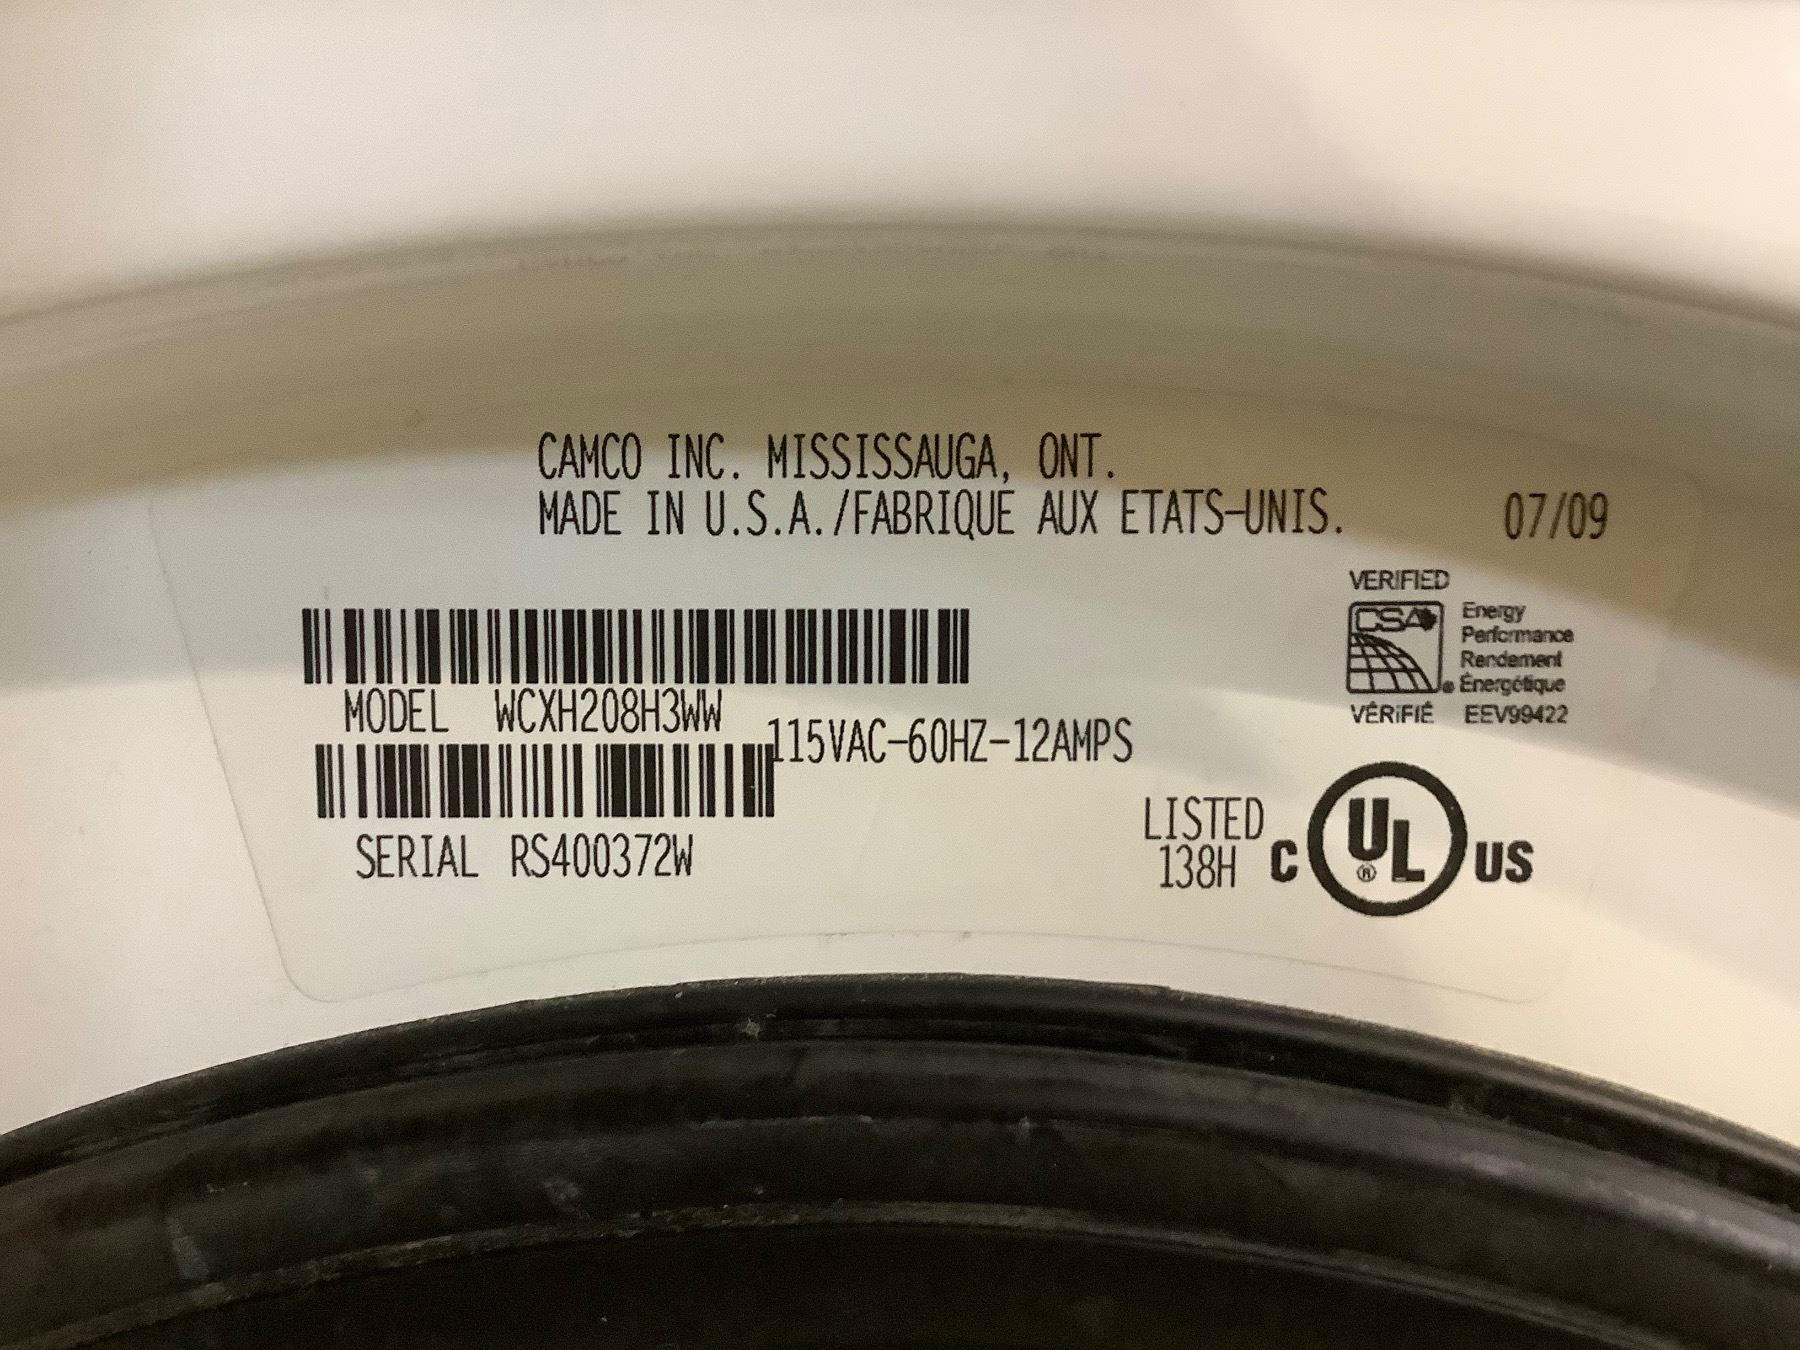 CAMCO INC. MISSISSAUGA, ONT.
MADE IN U.S.A./FABRIQUE AUX ETATS-UNIS. 07/09
VERIFIED
CSA
Energy
Performance
Rendement
® Énergétique
VÉRIFIÉ EEV99422
MODEL WCXH208H3WW
115VAC-60HZ-12AMPS
SERIAL RS400372W
LISTED
138H
C UL ® US